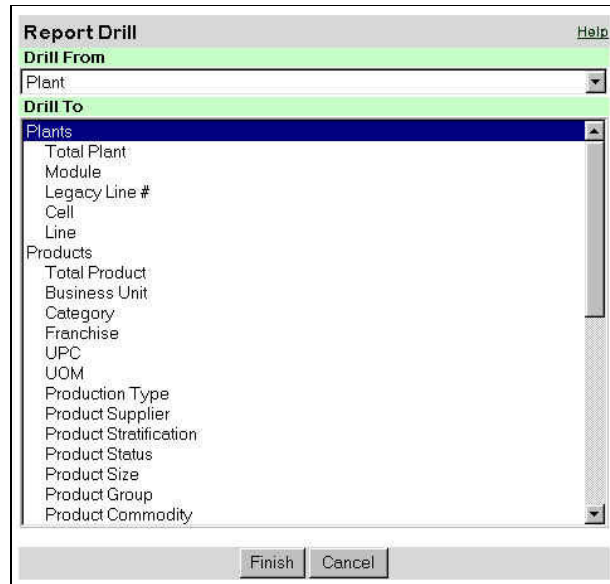 Report Drill Help
Drill From
Plant
Drill To
Plants
Total Plant
Module
Legacy Line #
Cell
Line
Products
Total Product
Business Unit
Category
Franchise
UPC
UOM
Production Type
Product Supplier
Product Stratification
Product Status
Product Size
Product Group
Product Commodity
Finish Cancel